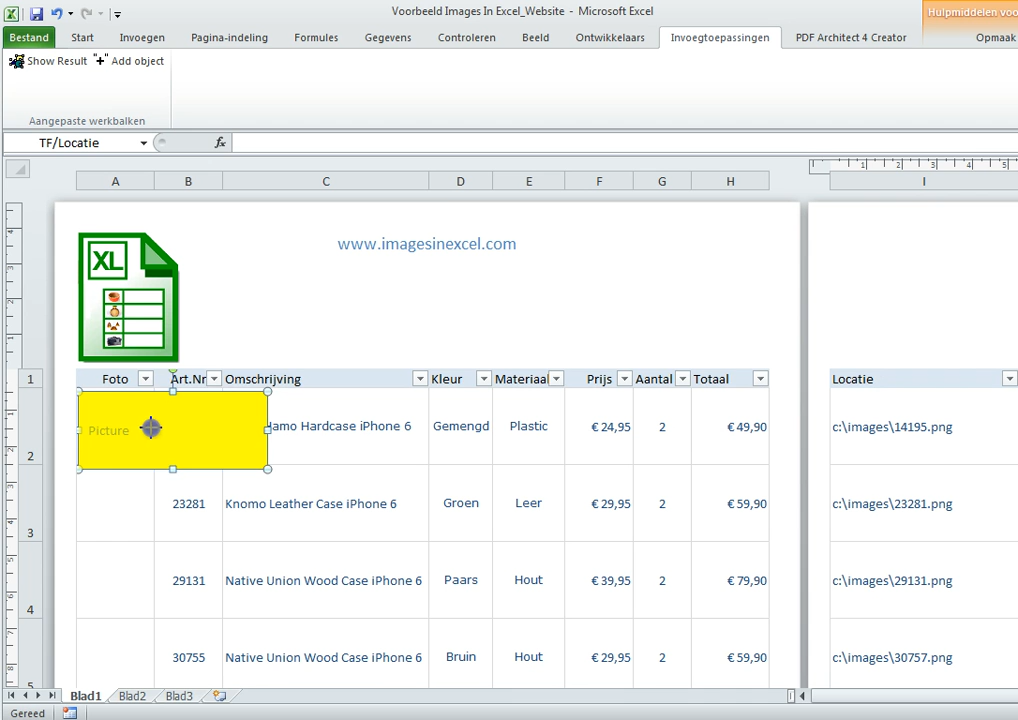 Voorbeeld Images In Excel_Website - Microsoft Excel
Hulpmiddelen voo
Bestand Start Invoegen Pagina-indeling Formules Gegevens Controleren Beeld Ontwikkelaars Invoegtoepassingen PDF Architect 4 Creator Opmaak
Show Result "+" Add object
Aangepaste werkbalken
TF/Locatie fx
A B C D E F G H I
www.imagesinexcel.com
XL
1 Foto Art.Nr Omschrijving Kleur Materiaal Prijs Aantal Totaal Locatie
2 Picture Hamo Hardcase iPhone 6 Gemengd Plastic € 24,95 2 € 49,90 c:\images\14195.png
3 23281 Knomo Leather Case iPhone 6 Groen Leer € 29,95 2 € 59,90 c:\images\23281.png
4 29131 Native Union Wood Case iPhone 6 Paars Hout € 39,95 2 € 79,90 c:\images\29131.png
5 30755 Native Union Wood Case iPhone 6 Bruin Hout € 29,95 2 € 59,90 c:\images\30757.png
Blad1 Blad2 Blad3
Gereed